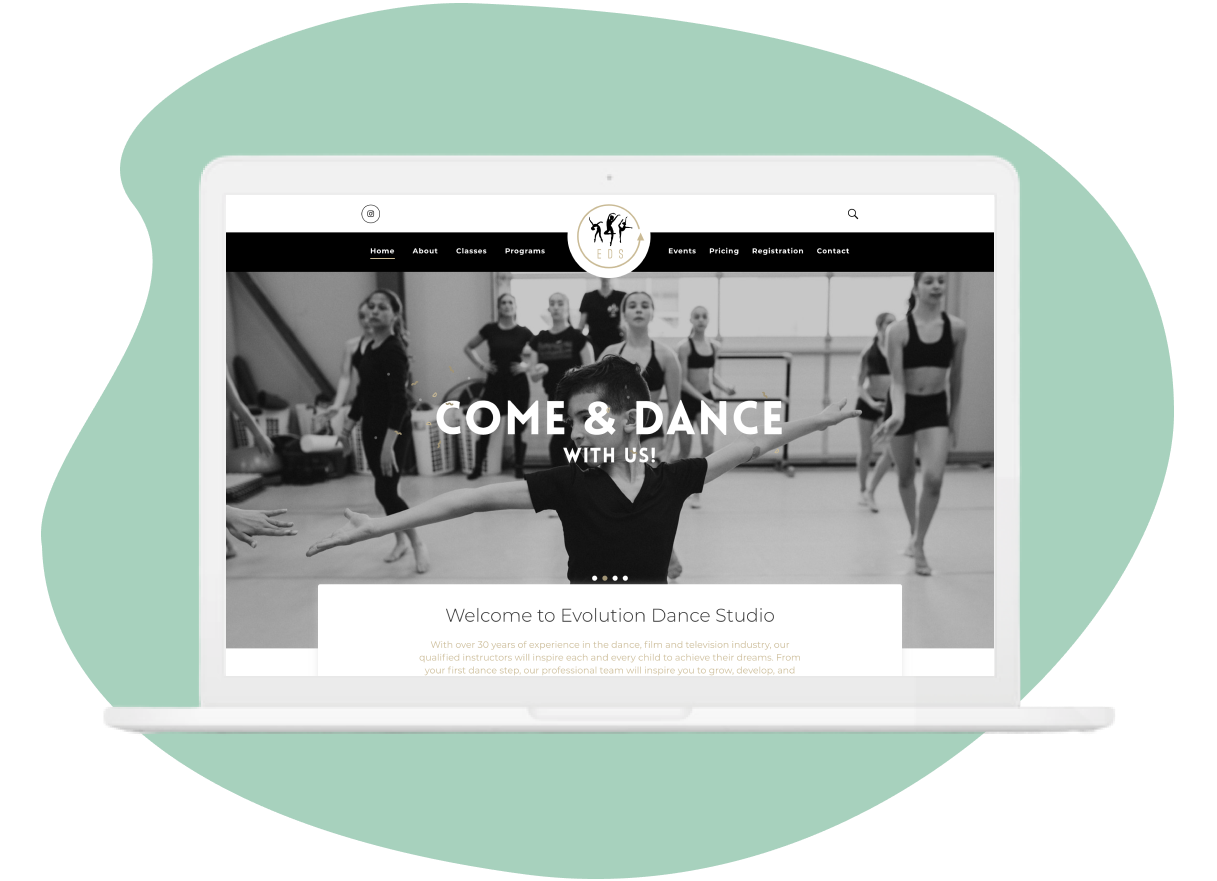 Home About Classes Programs Events Pricing Registration Contact
EDS
COME & DANCE
WITH US!
Welcome to Evolution Dance Studio
With over 30 years of experience in the dance, film and television industry, our
qualified instructors will inspire each and every child to achieve their dreams. From
your first dance step, our professional team will inspire you to grow, develop, and